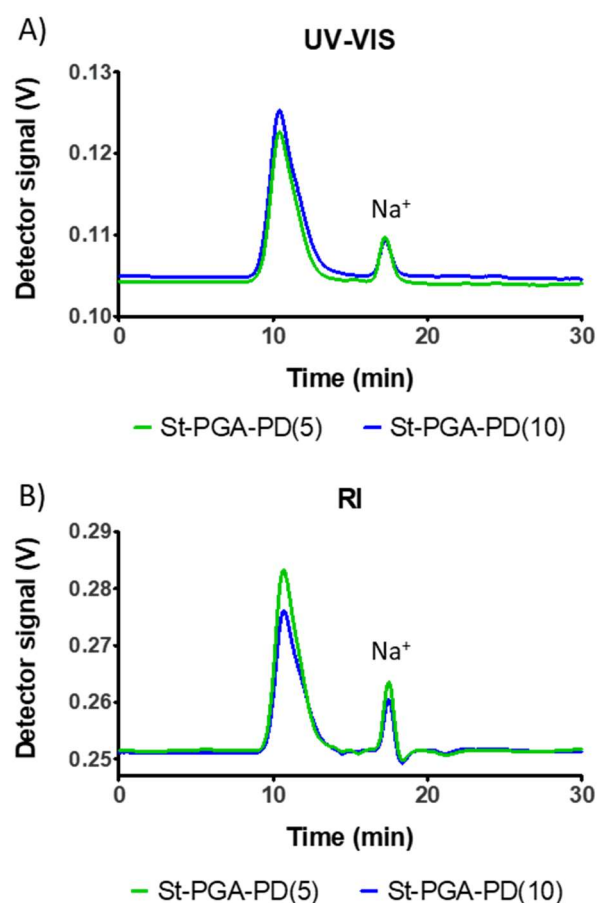 A)
UV-VIS
Detector signal (V)
0.13
0.12
0.11
0.10
Na⁺
0 10 20 30
Time (min)
St-PGA-PD(5) St-PGA-PD(10)
B)
RI
Detector signal (V)
0.29
0.28
0.27
0.26
0.25
Na⁺
0 10 20 30
Time (min)
St-PGA-PD(5) St-PGA-PD(10)